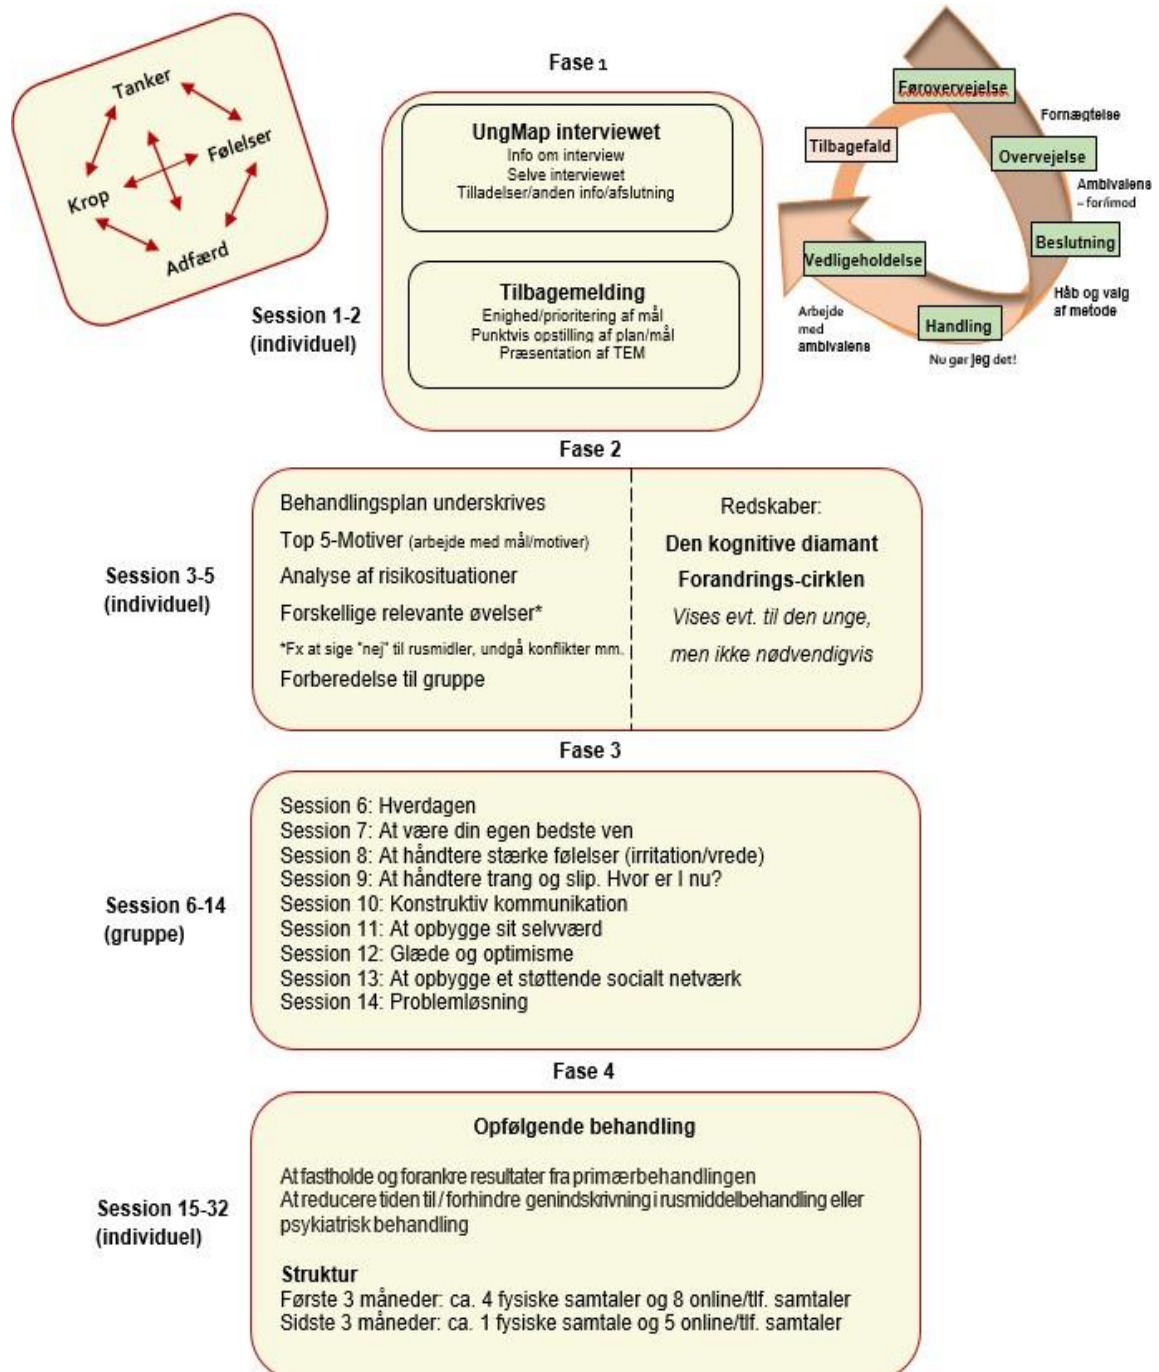 Tanker
Følelser
Krop
Adfærd
Fase 1
UngMap interviewet
Info om interview
Selve interviewet
Tilladelser/anden info/afslutning
Tilbagemelding
Enighed/prioritering af mål
Punktvis opstilling af plan/mål
Præsentation af TEM
Session 1-2
(individuel)
Førovervejelse
Fornægtelse
Tilbagefald
Overvejelse
Ambivalens
– for/imod
Beslutning
Vedligeholdelse
Håb og valg
af metode
Arbejde
med
ambivalens
Handling
Nu gør jeg det!
Fase 2
Session 3-5
(individuel)
Behandlingsplan underskrives
Top 5-Motiver (arbejde med mål/motiver)
Analyse af risikosituationer
Forskellige relevante øvelser*
*Fx at sige "nej" til rusmidler, undgå konflikter mm.
Forberedelse til gruppe
Redskaber:
Den kognitive diamant
Forandrings-cirklen
Vises evt. til den unge,
men ikke nødvendigvis
Fase 3
Session 6-14
(gruppe)
Session 6: Hverdagen
Session 7: At være din egen bedste ven
Session 8: At håndtere stærke følelser (irritation/vrede)
Session 9: At håndtere trang og slip. Hvor er I nu?
Session 10: Konstruktiv kommunikation
Session 11: At opbygge sit selvværd
Session 12: Glæde og optimisme
Session 13: At opbygge et støttende socialt netværk
Session 14: Problemløsning
Fase 4
Session 15-32
(individuel)
Opfølgende behandling
At fastholde og forankre resultater fra primærbehandlingen
At reducere tiden til / forhindre genindskrivning i rusmiddelbehandling eller
psykiatrisk behandling
Struktur
Første 3 måneder: ca. 4 fysiske samtaler og 8 online/tlf. samtaler
Sidste 3 måneder: ca. 1 fysiske samtale og 5 online/tlf. samtaler